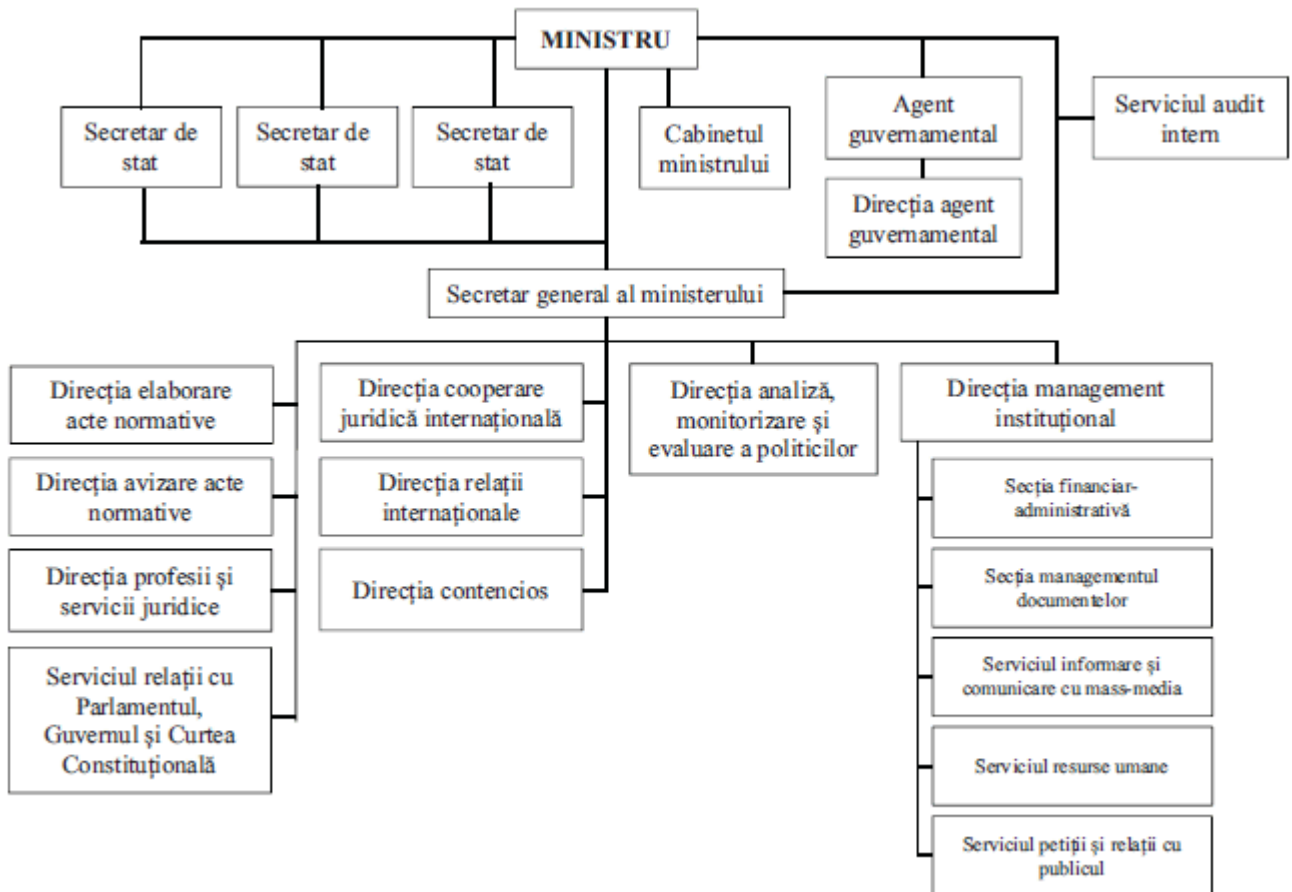 MINISTRU
Secretar de
stat
Secretar de
stat
Secretar de
stat
Cabinetul
ministrului
Agent
guvernamental
Serviciul audit
intern
Direcția agent
guvernamental
Secretar general al ministerului
Direcția elaborare
acte normative
Direcția avizare acte
normative
Direcția profesii și
servicii juridice
Serviciul relații cu
Parlamentul,
Guvernul și Curtea
Constituțională
Direcția cooperare
juridică internațională
Direcția relații
internaționale
Direcția contencios
Direcția analiză,
monitorizare și
evaluare a politicilor
Direcția management
instituțional
Secția financiar-
administrativă
Secția managementul
documentelor
Serviciul informare și
comunicare cu mass-media
Serviciul resurse umane
Serviciul petiții și relații cu
publicul